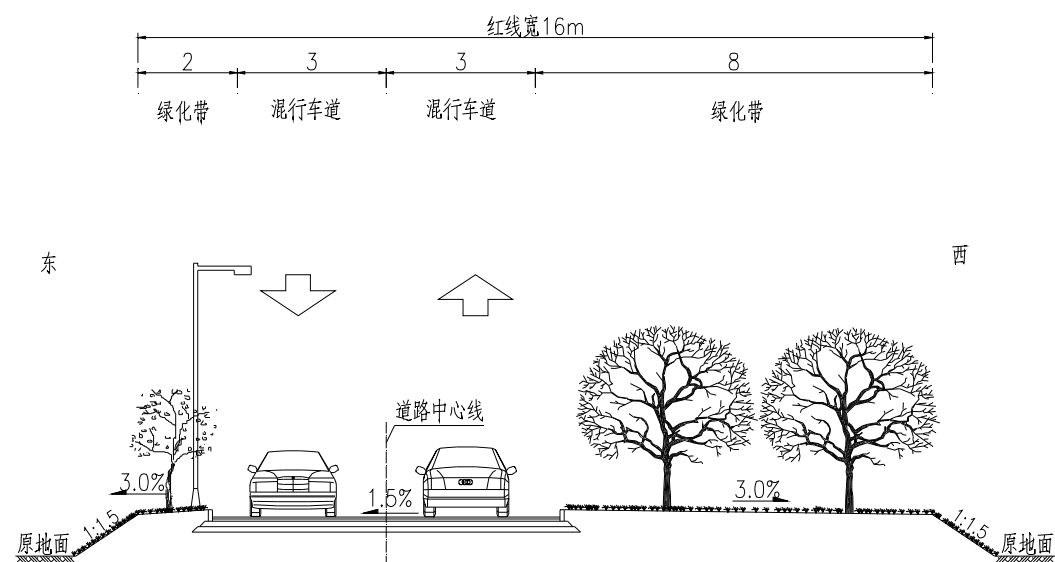 红线宽16m
2
3
3
8
绿化带
混行车道
混行车道
绿化带
东
西
道路中心线
3.0%
1.5%
3.0%
1:1.5
1:1.5
原地面
原地面